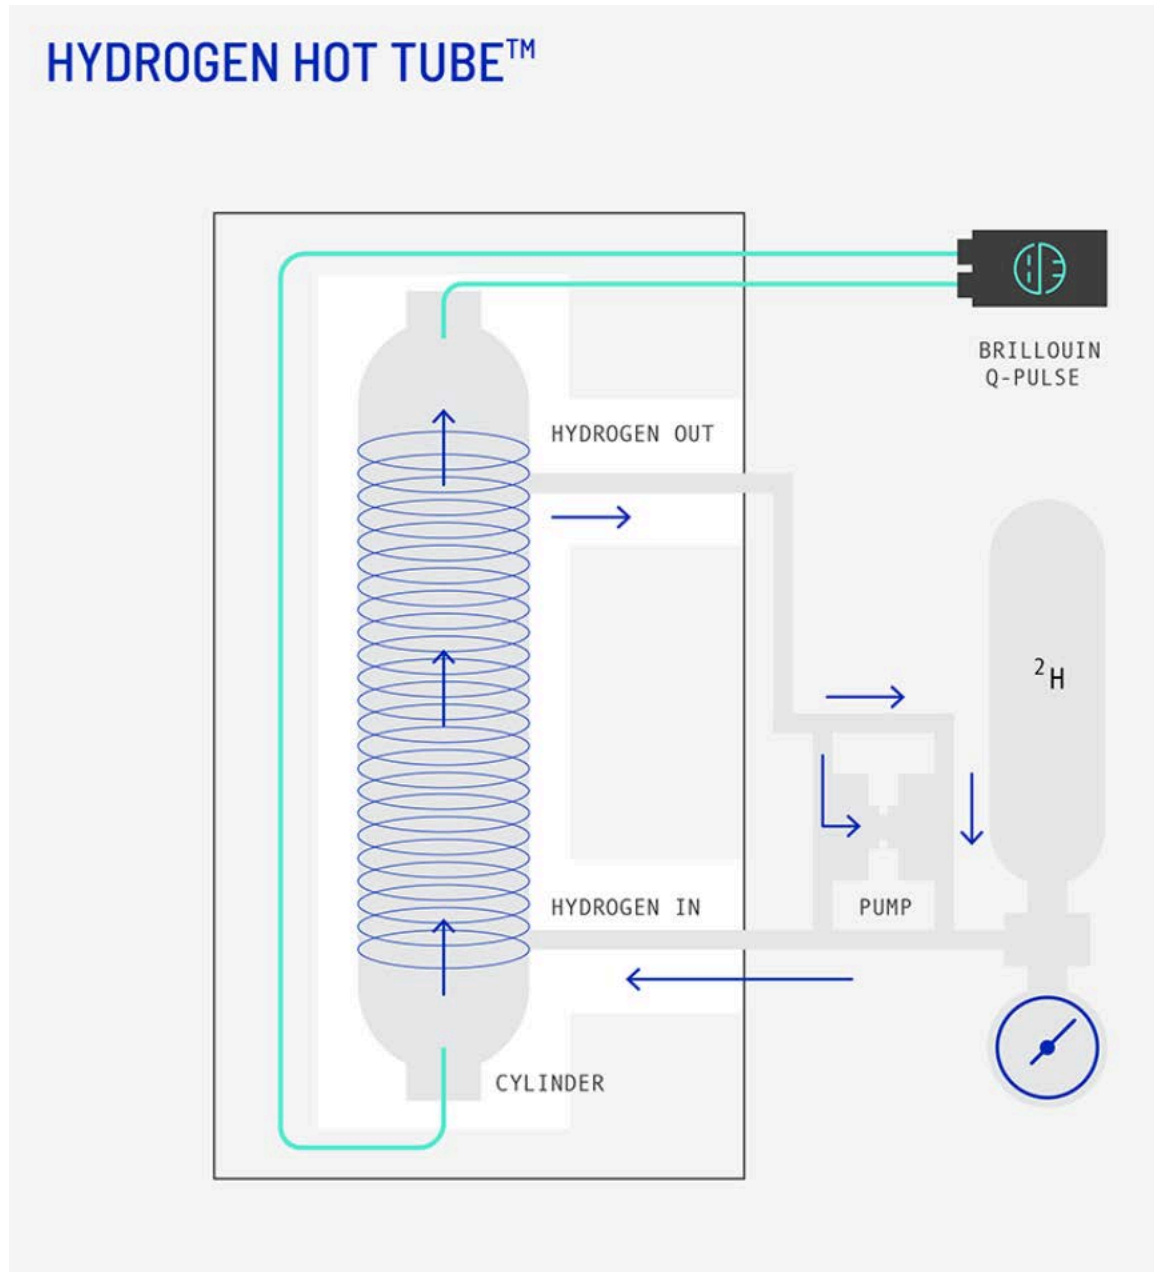 HYDROGEN HOT TUBE™
BRILLOUIN
Q-PULSE
HYDROGEN OUT
²H
HYDROGEN IN
PUMP
CYLINDER